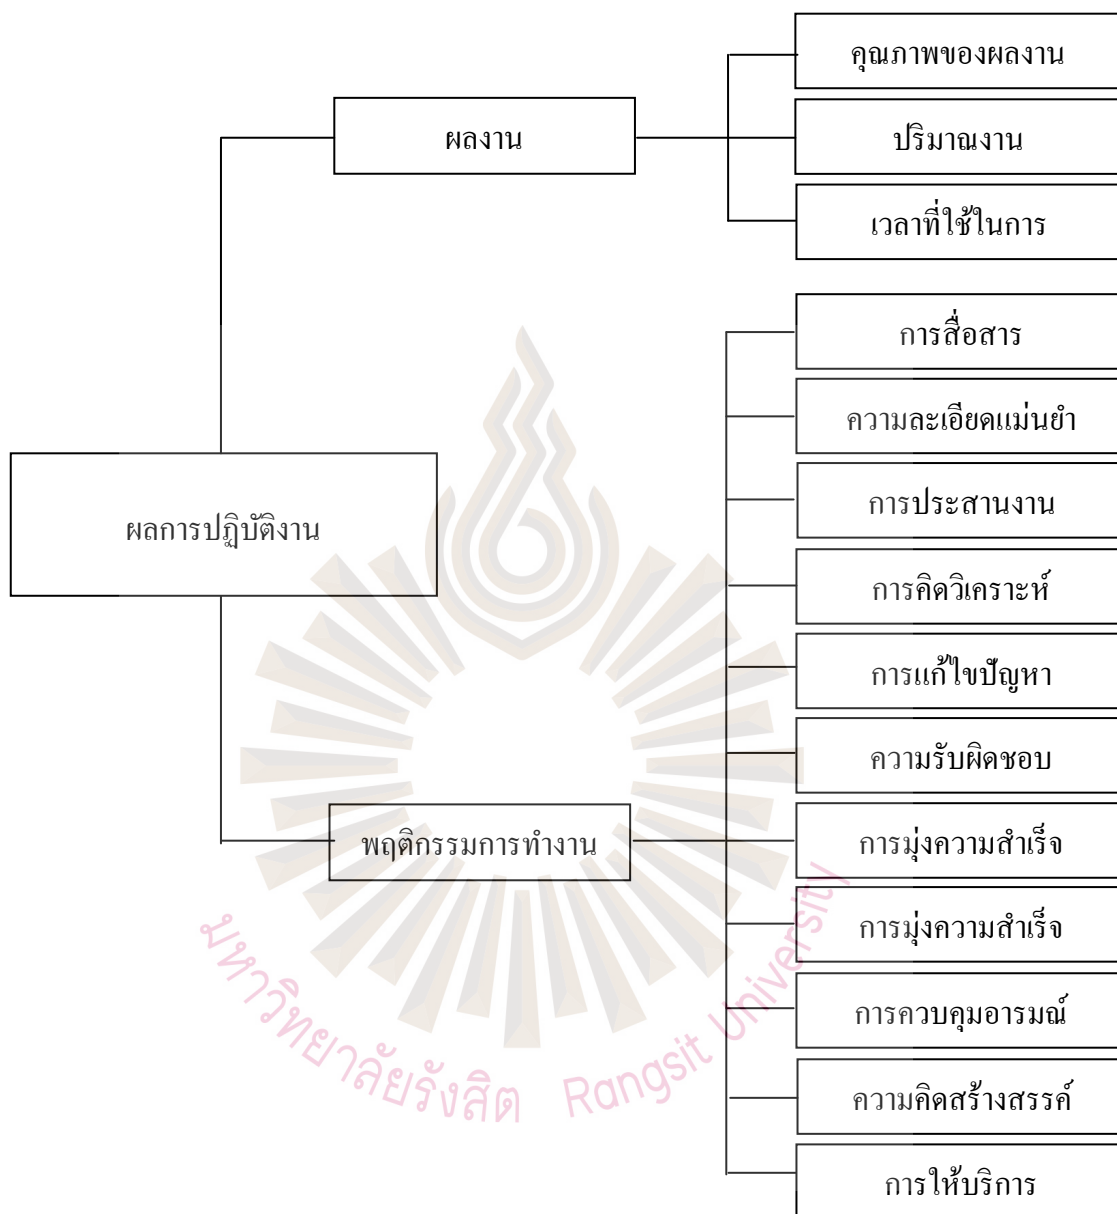 คุณภาพของผลงาน
ผลงาน
ปริมาณงาน
เวลาที่ใช้ในการ
การสื่อสาร
ความละเอียดแม่นยำ
การประสานงาน
ผลการปฏิบัติงาน
การคิดวิเคราะห์
การแก้ไขปัญหา
ความรับผิดชอบ
พฤติกรรมการทำงาน
การมุ่งความสำเร็จ
การมุ่งความสำเร็จ
การควบคุมอารมณ์
ความคิดสร้างสรรค์
การให้บริการ
มหาวิทยาลัยรังสิต Rangsit University